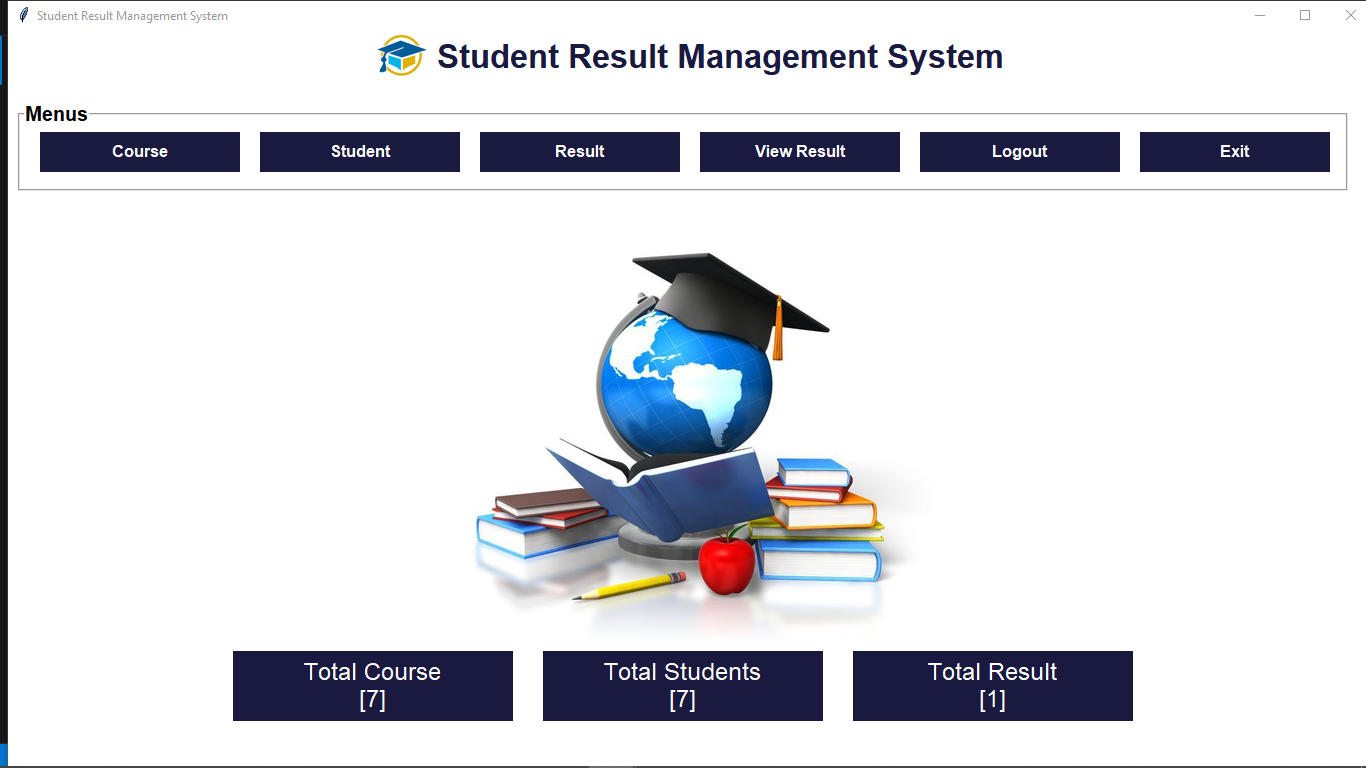 Student Result Management System
Student Result Management System
Menus
Course Student Result View Result Logout Exit
Total Course Total Students Total Result
[7] [7] [1]